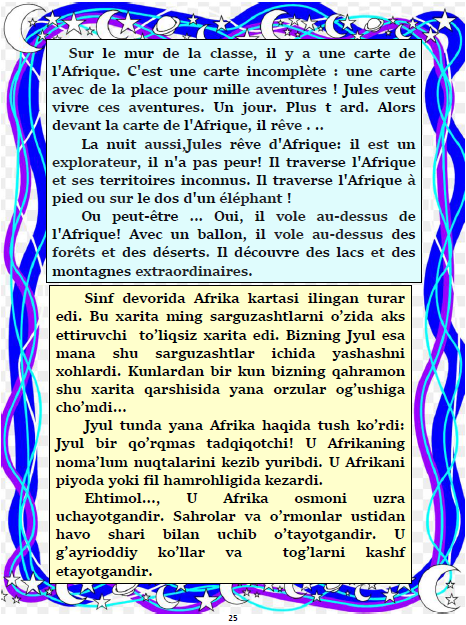 Sur le mur de la classe, il y a une carte de
l'Afrique. C'est une carte incomplète : une carte
avec de la place pour mille aventures ! Jules veut
vivre ces aventures. Un jour. Plus t ard. Alors
devant la carte de l'Afrique, il rêve . ..
La nuit aussi,Jules rêve d'Afrique: il est un
explorateur, il n'a pas peur! Il traverse l'Afrique
et ses territoires inconnus. Il traverse l'Afrique à
pied ou sur le dos d'un éléphant !
Ou peut-être ... Oui, il vole au-dessus de
l'Afrique! Avec un ballon, il vole au-dessus des
forêts et des déserts. Il découvre des lacs et des
montagnes extraordinaires.
Sinf devorida Afrika kartasi ilingan turar
edi. Bu xarita ming sarguzashtlarni o’zida aks
ettiruvchi to’liqsiz xarita edi. Bizning Jyul esa
mana shu sarguzashtlar ichida yashashni
xohlardi. Kunlardan bir kun bizning qahramon
shu xarita qarshisida yana orzular og’ushiga
cho’mdi...
Jyul tunda yana Afrika haqida tush ko’rdi:
Jyul bir qo’rqmas tadqiqotchi! U Afrikaning
noma’lum nuqtalarini kezib yuribdi. U Afrikani
piyoda yoki fil hamrohligida kezardi.
Ehtimol..., U Afrika osmoni uzra
uchayotgandir. Sahrolar va o’rmonlar ustidan
havo shari bilan uchib o’tayotgandir. U
g’ayrioddiy ko’llar va tog’larni kashf
etayotgandir.
25